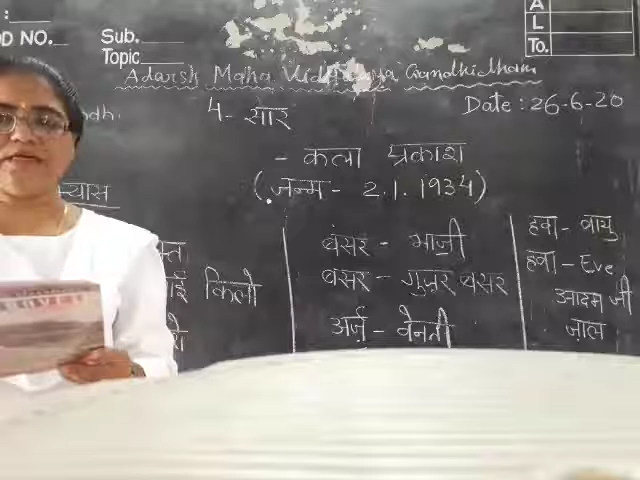 OD NO.
Sub.
Topic
A
L
To.
Adarsh Maha Vidyalaya Gandhidham
Date : 26-6-20
4- सार
- कला प्रकाश
(जन्म - 2.1.1934)
किलो
बसर - भाॼी
बसर - गुज़र बसर
अर्ज़ - वेनती
हवा - वायु
हवा - Eve
आदम जी
ज़ाल